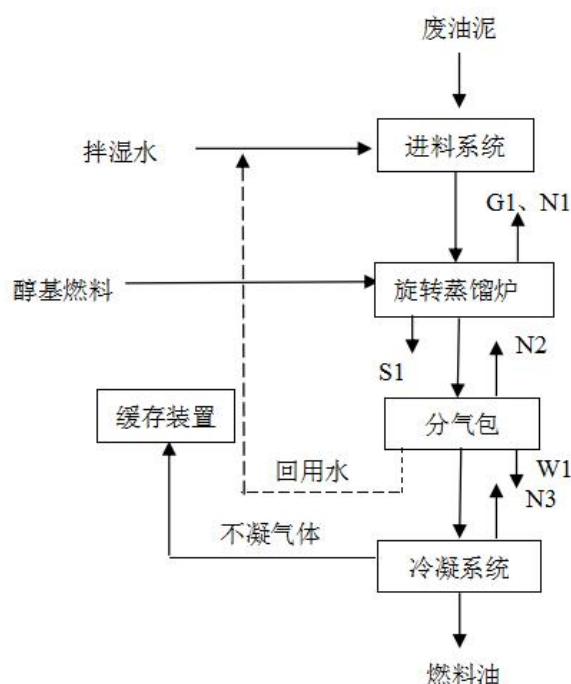 废油泥
拌湿水
进料系统
G1、N1
醇基燃料
旋转蒸馏炉
S1
N2
缓存装置
分气包
回用水
W1
N3
不凝气体
冷凝系统
燃料油